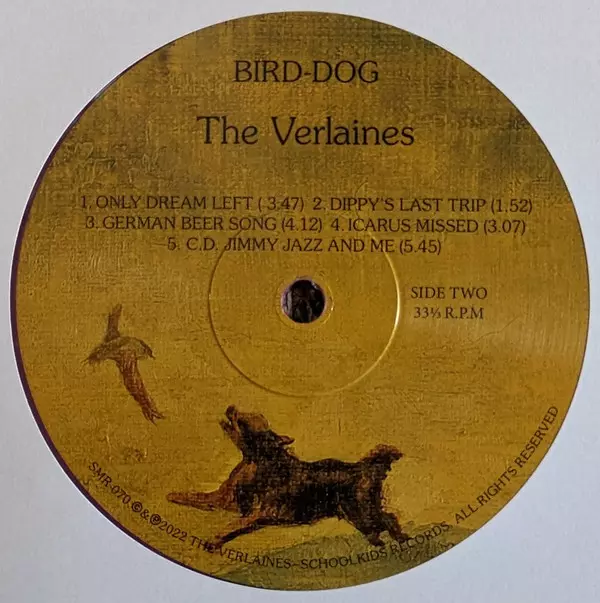 BIRD-DOG
The Verlaines
1. ONLY DREAM LEFT ( 3.47) 2. DIPPY'S LAST TRIP (1.52)
3. GERMAN BEER SONG (4.12) 4. ICARUS MISSED (3.07)
5. C.D. JIMMY JAZZ AND ME (5.45)
SIDE TWO
33⅓ R.P.M
SMR-070 ©&℗2022 THE VERLAINES–SCHOOLKIDS RECORDS ALL RIGHTS RESERVED